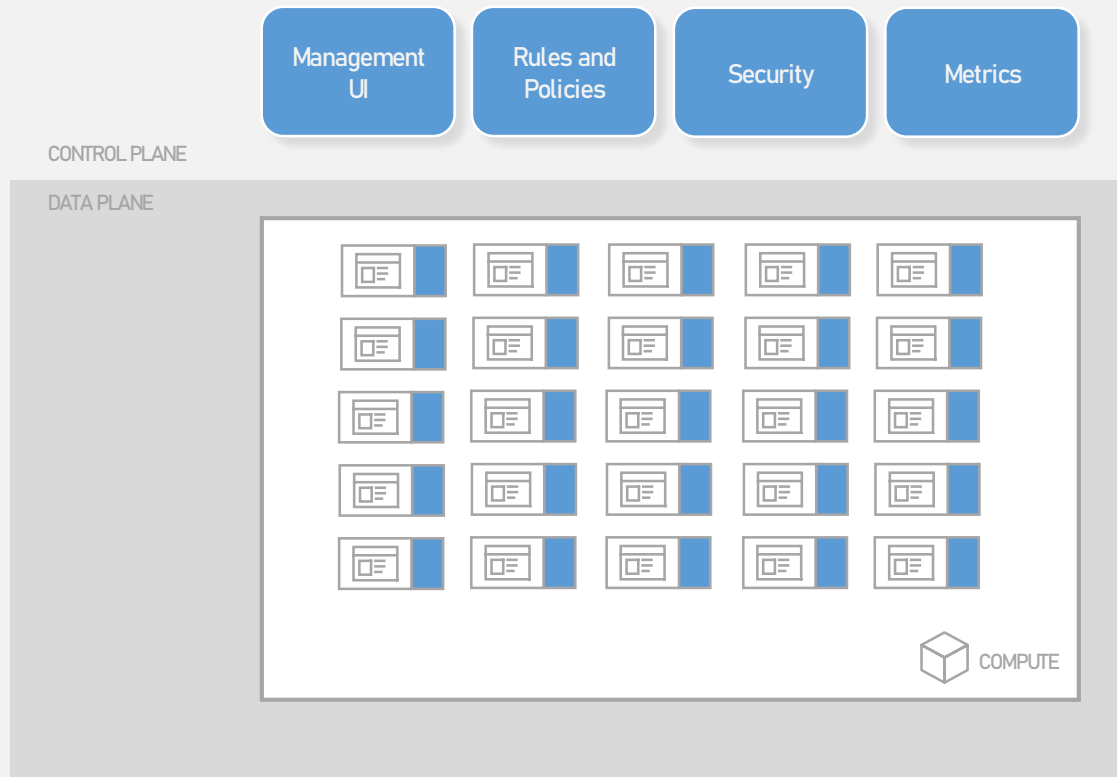 Management
UI
Rules and
Policies
Security
Metrics
CONTROL PLANE
DATA PLANE
COMPUTE